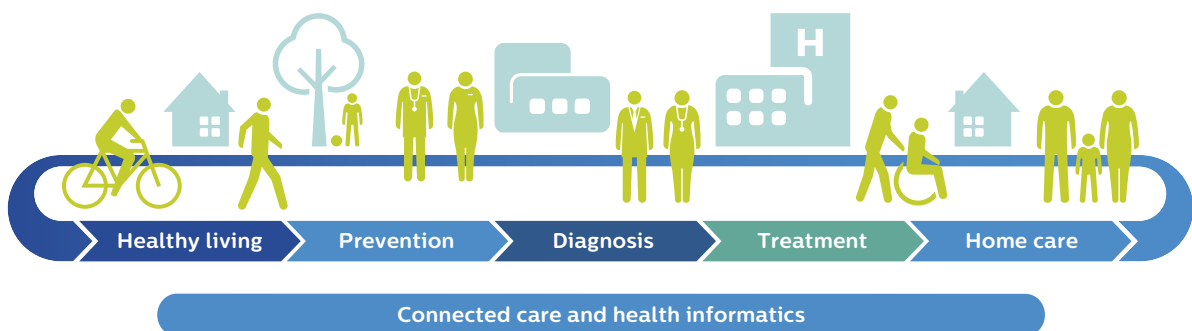 H
Healthy living
Prevention
Diagnosis
Treatment
Home care
Connected care and health informatics